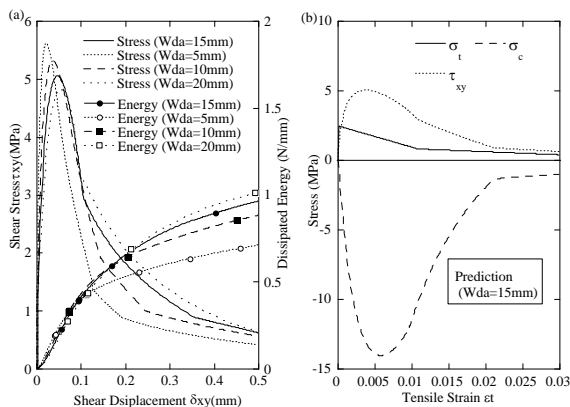 (a)
6
5
4
3
2
1
0
0
0.1
0.2
0.3
0.4
0.5
2
1.5
1
0.5
0
Shear Stressτxy(MPa)
Dissipated Energy (N/mm)
Shear Dsiplacement δxy(mm)
Stress (Wda=15mm)
Stress (Wda=5mm)
Stress (Wda=10mm)
Stress (Wda=20mm)
Energy (Wda=15mm)
Energy (Wda=5mm)
Energy (Wda=10mm)
Energy (Wda=20mm)
(b)
10
5
0
-5
-10
-15
0
0.005
0.01
0.015
0.02
0.025
0.03
Stress (MPa)
Tensile Strain εt
σt
σc
τxy
Prediction
(Wda=15mm)